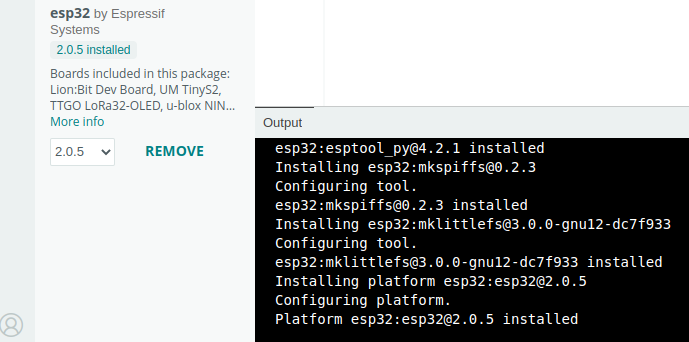 esp32 by Espressif
Systems
2.0.5 installed
Boards included in this package:
Lion:Bit Dev Board, UM TinyS2,
TTGO LoRa32-OLED, u-blox NIN...
More info
2.0.5
REMOVE
Output
esp32:esptool_py@4.2.1 installed
Installing esp32:mkspiffs@0.2.3
Configuring tool.
esp32:mkspiffs@0.2.3 installed
Installing esp32:mklittlefs@3.0.0-gnu12-dc7f933
Configuring tool.
esp32:mklittlefs@3.0.0-gnu12-dc7f933 installed
Installing platform esp32:esp32@2.0.5
Configuring platform.
Platform esp32:esp32@2.0.5 installed